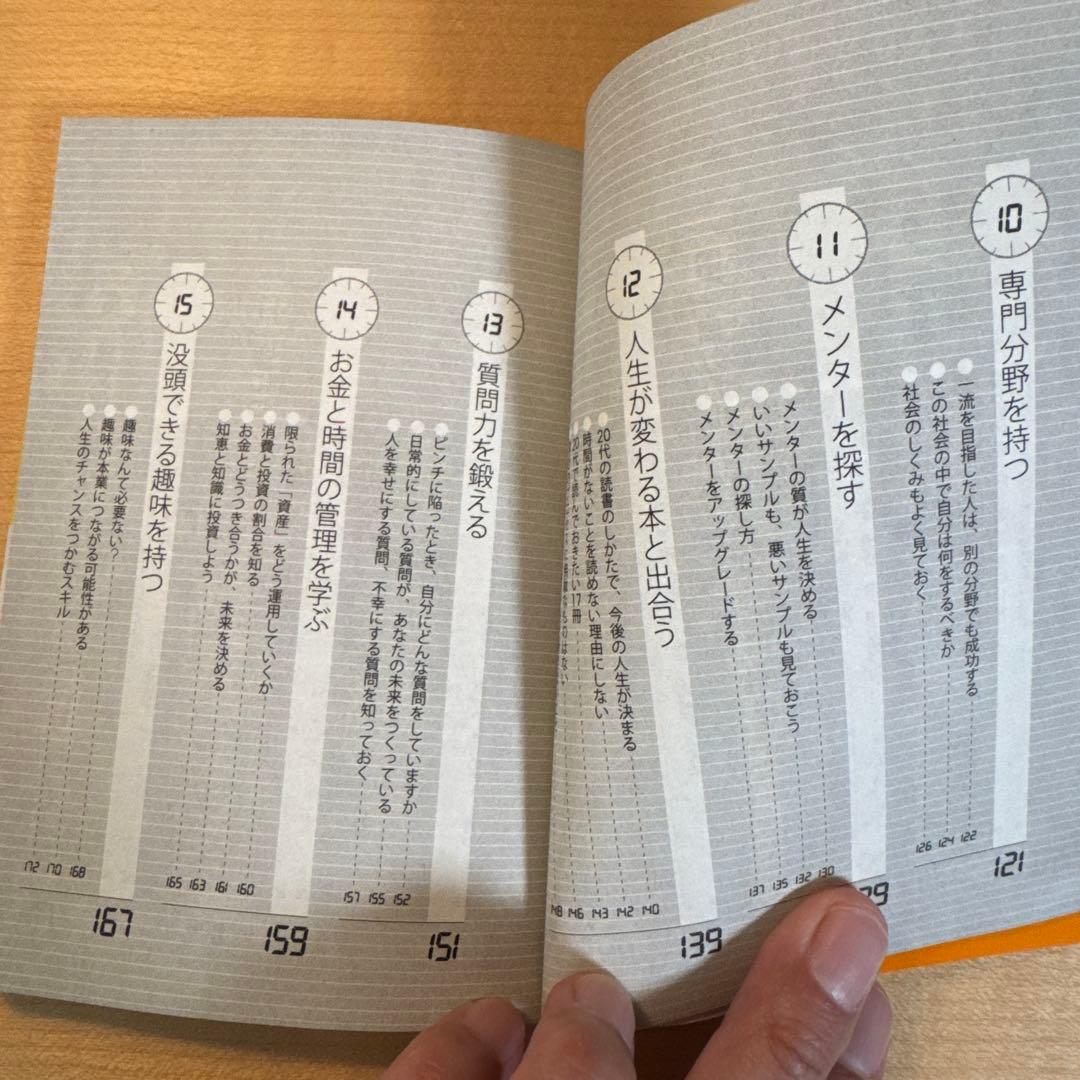 10 専門分野を持つ 121
一流を目指した人は、別の分野でも成功する 122
この社会の中で自分は何をするべきか 124
社会のしくみもよく見ておく 126
11 メンターを探す
メンターの質が人生を決める 130
いいサンプルも、悪いサンプルも見ておこう 132
メンターの探し方 135
メンターをアップグレードする 137
12 人生が変わる本と出合う 139
20代の読書のしかたで、今後の人生が決まる 140
時間がないことを読めない理由にしない 142
20代で読んでおきたい17冊 143
146
148
13 質問力を鍛える 151
ピンチに陥ったとき、自分にどんな質問をしていますか 152
日常的にしている質問が、あなたの未来をつくっている 155
人を幸せにする質問、不幸にする質問を知っておく 157
14 お金と時間の管理を学ぶ 159
限られた「資産」をどう運用していくか 160
消費と投資の割合を知る 161
お金とどうつき合うかが、未来を決める 163
知恵と知識に投資しよう 165
15 没頭できる趣味を持つ 167
趣味なんて必要ない? 168
趣味が本業につながる可能性がある 170
人生のチャンスをつかむスキル 172